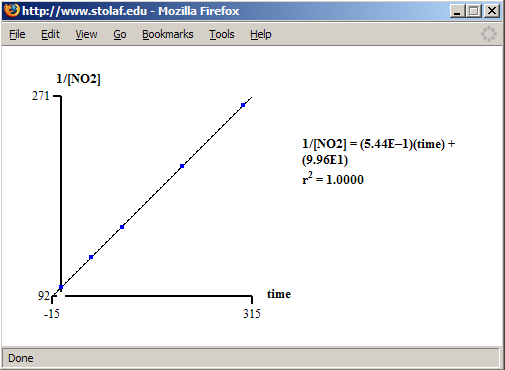 http://www.stolaf.edu - Mozilla Firefox
File Edit View Go Bookmarks Tools Help
1/[NO2]
271
1/[NO2] = (5.44E−1)(time) +
(9.96E1)
r² = 1.0000
92
time
-15 315
Done